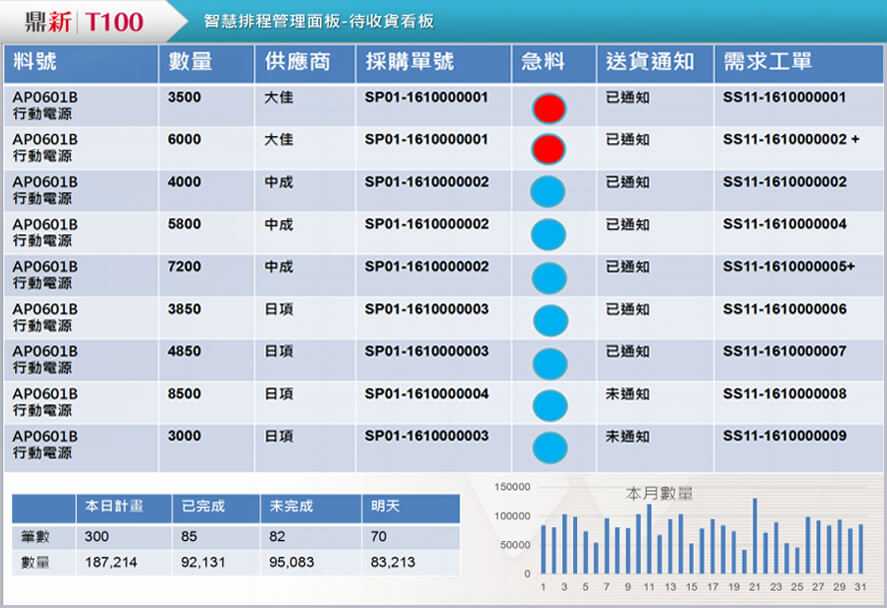 鼎新 T100 智慧排程管理面板-待收貨看板
料號 數量 供應商 採購單號 急料 送貨通知 需求工單
AP0601B 3500 大佳 SP01-1610000001 已通知 SS11-1610000001
行動電源
AP0601B 6000 大佳 SP01-1610000001 已通知 SS11-1610000002 +
行動電源
AP0601B 4000 中成 SP01-1610000002 已通知 SS11-1610000002
行動電源
AP0601B 5800 中成 SP01-1610000002 已通知 SS11-1610000004
行動電源
AP0601B 7200 中成 SP01-1610000002 已通知 SS11-1610000005+
行動電源
AP0601B 3850 日項 SP01-1610000003 已通知 SS11-1610000006
行動電源
AP0601B 4850 日項 SP01-1610000003 已通知 SS11-1610000007
行動電源
AP0601B 8500 日項 SP01-1610000004 未通知 SS11-1610000008
行動電源
AP0601B 3000 日項 SP01-1610000003 未通知 SS11-1610000009
行動電源
本日計畫 已完成 未完成 明天
筆數 300 85 82 70
數量 187,214 92,131 95,083 83,213
本月數量
150000
100000
50000
0
1 3 5 7 9 11 13 15 17 19 21 23 25 27 29 31